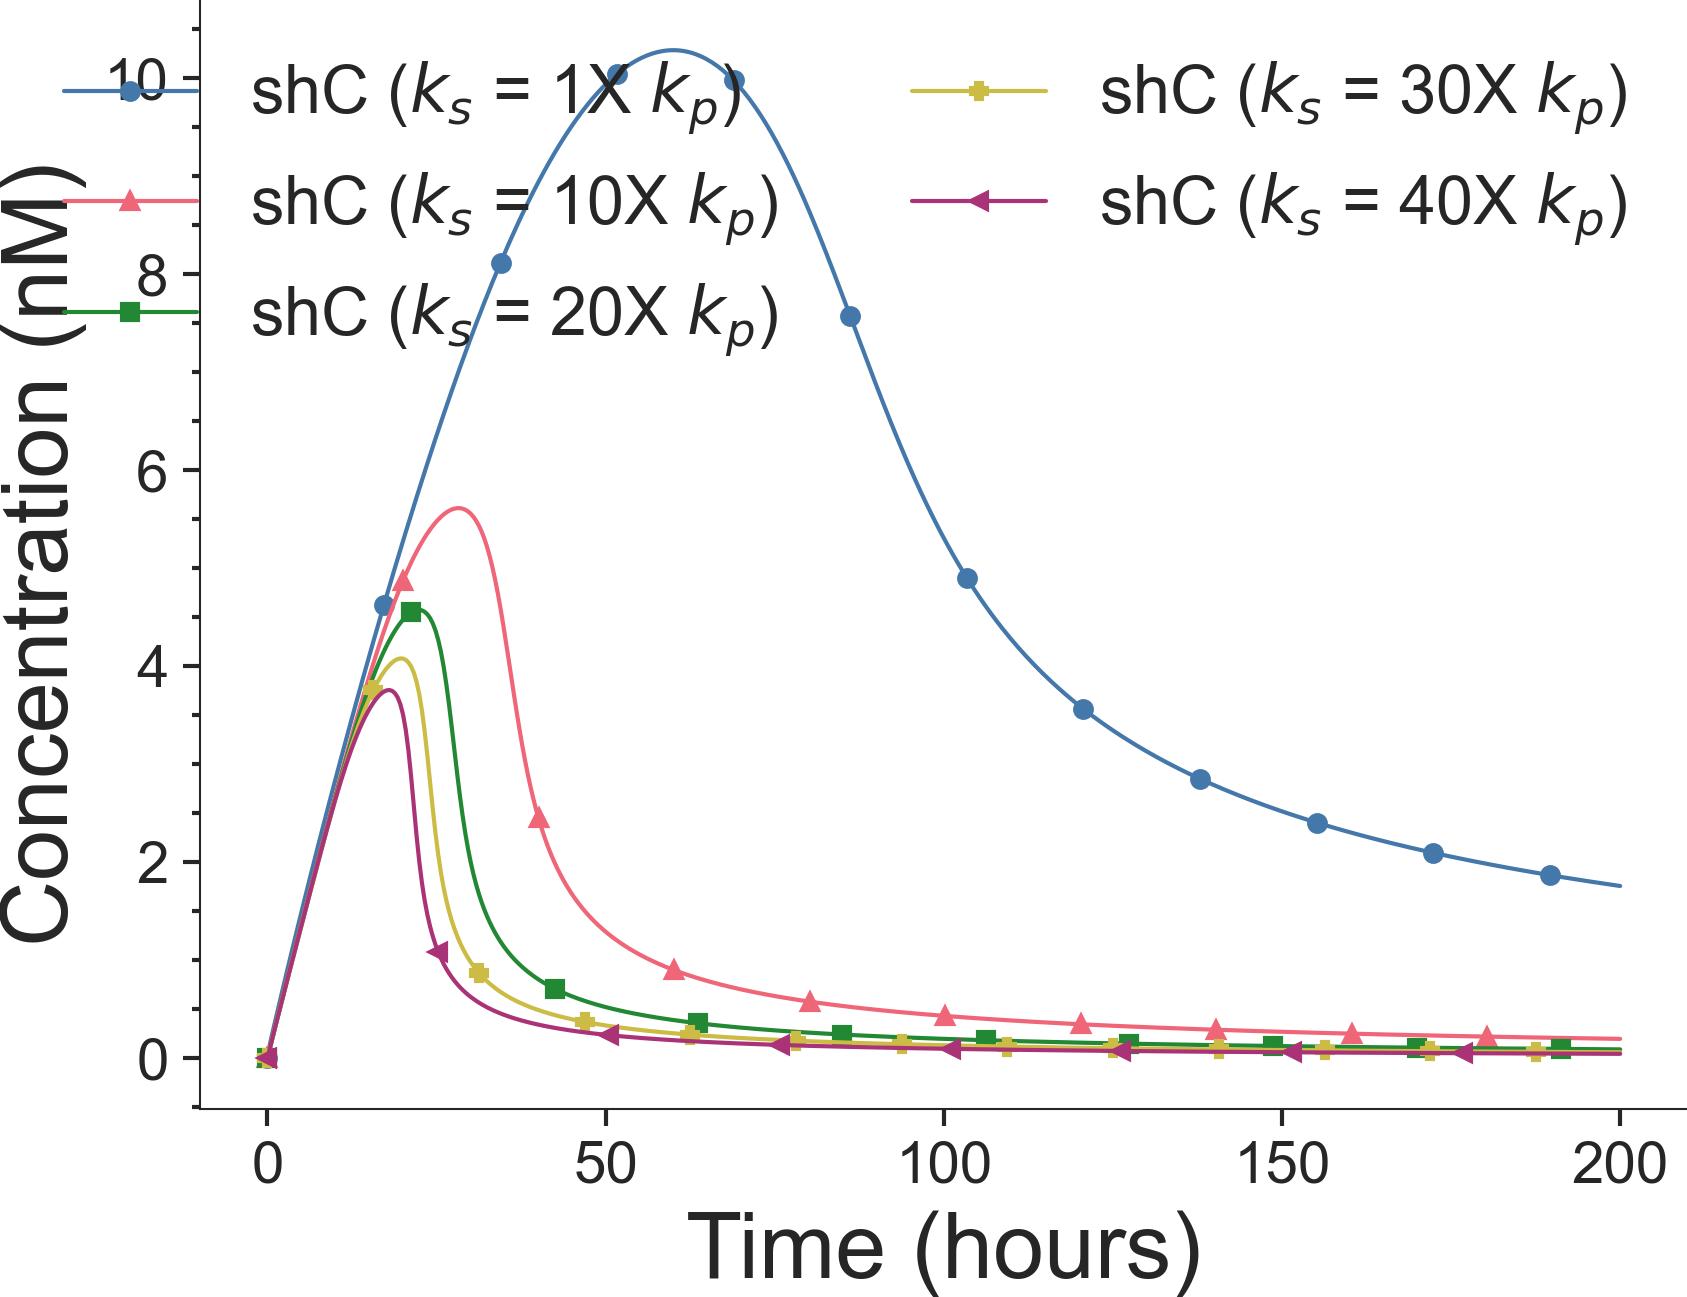 Concentration (nM)
10
8
6
4
2
0
shC (kₛ = 1X kₚ)
shC (kₛ = 10X kₚ)
shC (kₛ = 20X kₚ)
shC (kₛ = 30X kₚ)
shC (kₛ = 40X kₚ)
0 50 100 150 200
Time (hours)